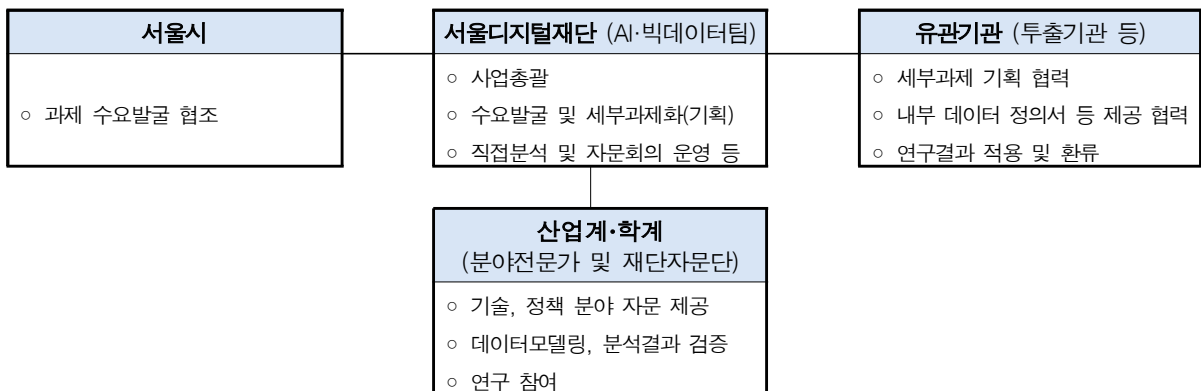 서울시
○ 과제 수요발굴 협조
서울디지털재단 (AI·빅데이터팀)
○ 사업총괄
○ 수요발굴 및 세부과제화(기획)
○ 직접분석 및 자문회의 운영 등
유관기관 (투출기관 등)
○ 세부과제 기획 협력
○ 내부 데이터 정의서 등 제공 협력
○ 연구결과 적용 및 환류
산업계·학계
(분야전문가 및 재단자문단)
○ 기술, 정책 분야 자문 제공
○ 데이터모델링, 분석결과 검증
○ 연구 참여